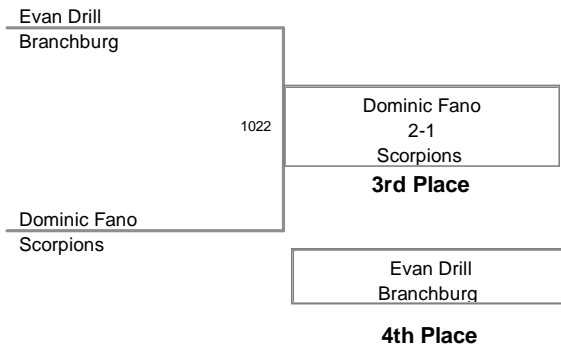 Evan Drill
Branchburg
1022
Dominic Fano
2-1
Scorpions
3rd Place
Dominic Fano
Scorpions
Evan Drill
Branchburg
4th Place